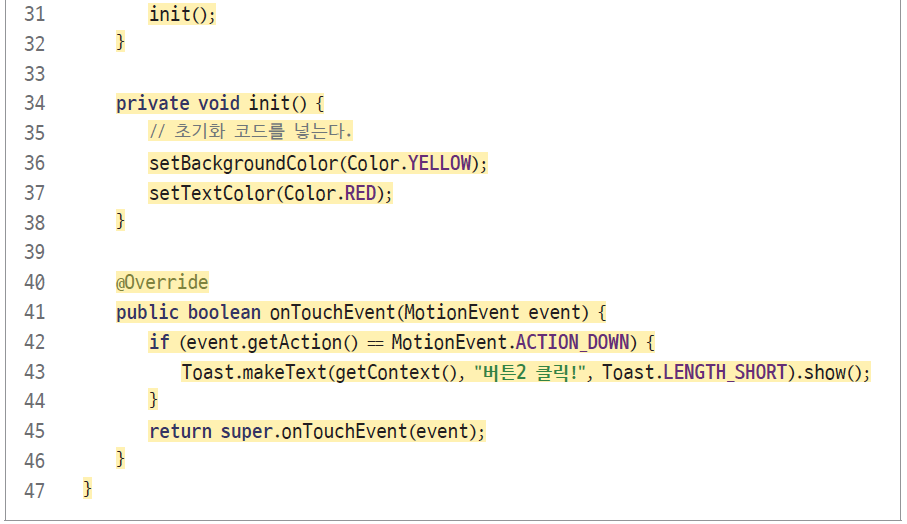 31 init();
32 }
33
34 private void init() {
35 // 초기화 코드를 넣는다.
36 setBackgroundColor(Color.YELLOW);
37 setTextColor(Color.RED);
38 }
39
40 @Override
41 public boolean onTouchEvent(MotionEvent event) {
42 if (event.getAction() == MotionEvent.ACTION_DOWN) {
43 Toast.makeText(getContext(), "버튼2 클릭!", Toast.LENGTH_SHORT).show();
44 }
45 return super.onTouchEvent(event);
46 }
47 }